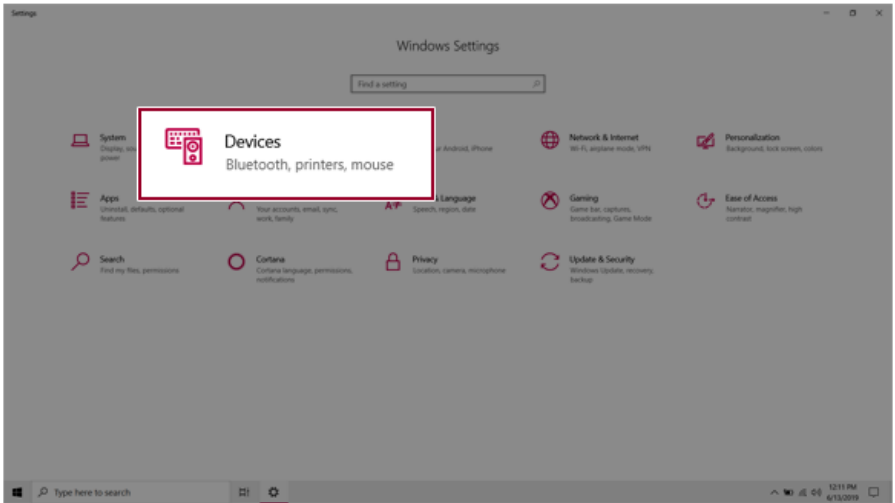 Settings
Windows Settings
Find a setting
System
Display, sou
power
Devices
Bluetooth, printers, mouse
ur Android, iPhone
Network & Internet
Wi-Fi, airplane mode, VPN
Personalization
Background, lock screen, colors
Apps
Uninstall, defaults, optional
features
Your accounts, email, sync,
work, family
& Language
Speech, region, date
Gaming
Game bar, captures,
broadcasting, Game Mode
Ease of Access
Narrator, magnifier, high
contrast
Search
Find my files, permissions
Cortana
Cortana language, permissions,
notifications
Privacy
Location, camera, microphone
Update & Security
Windows Update, recovery,
backup
Type here to search
12:11 PM
6/13/2019